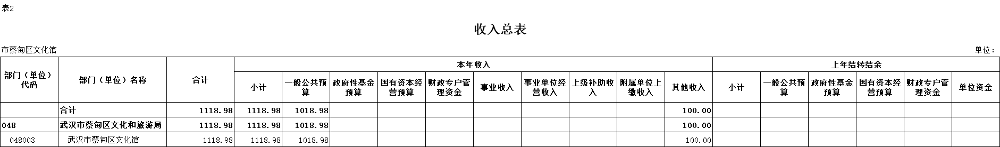 表2
收入总表
市蔡甸区文化馆 单位：
部门（单位）代码 部门（单位）名称 合计 本年收入 上年结转结余
小计 一般公共预算 政府性基金预算 国有资本经营预算 财政专户管理资金 事业收入 事业单位经营收入 上级补助收入 附属单位上缴收入 其他收入 小计 一般公共预算 政府性基金预算 国有资本经营预算 财政专户管理资金 单位资金
合计 1118.98 1118.98 1018.98 100.00
048 武汉市蔡甸区文化和旅游局 1118.98 1118.98 1018.98 100.00
048003 武汉市蔡甸区文化馆 1118.98 1118.98 1018.98 100.00